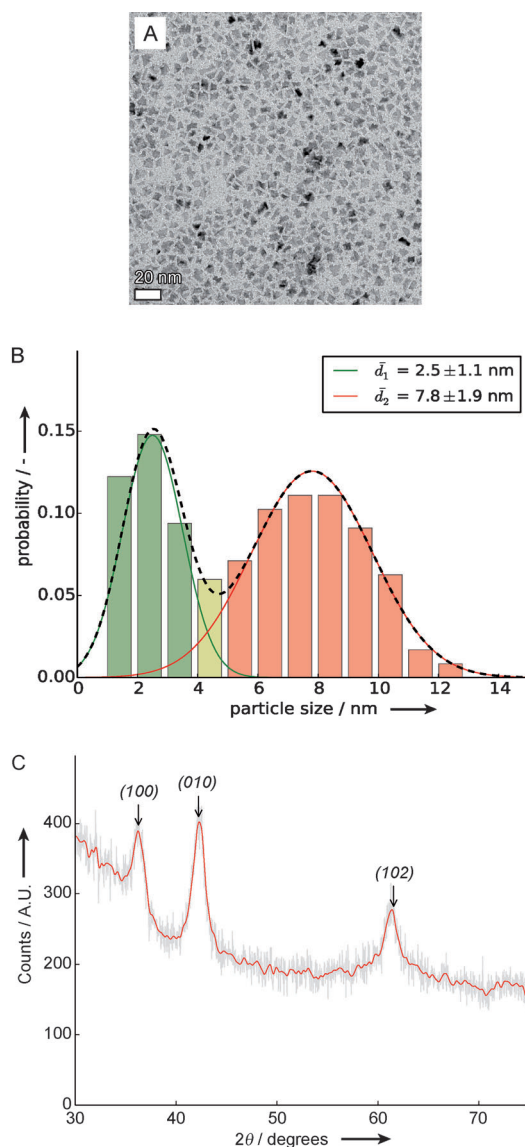 A
20 nm
B
d̄₁ = 2.5 ±1.1 nm
d̄₂ = 7.8 ±1.9 nm
probability / -
0.15
0.10
0.05
0.00
0 2 4 6 8 10 12 14
particle size / nm
C
(100)
(010)
(102)
Counts / A.U.
400
300
200
100
0
30 40 50 60 70
2θ / degrees